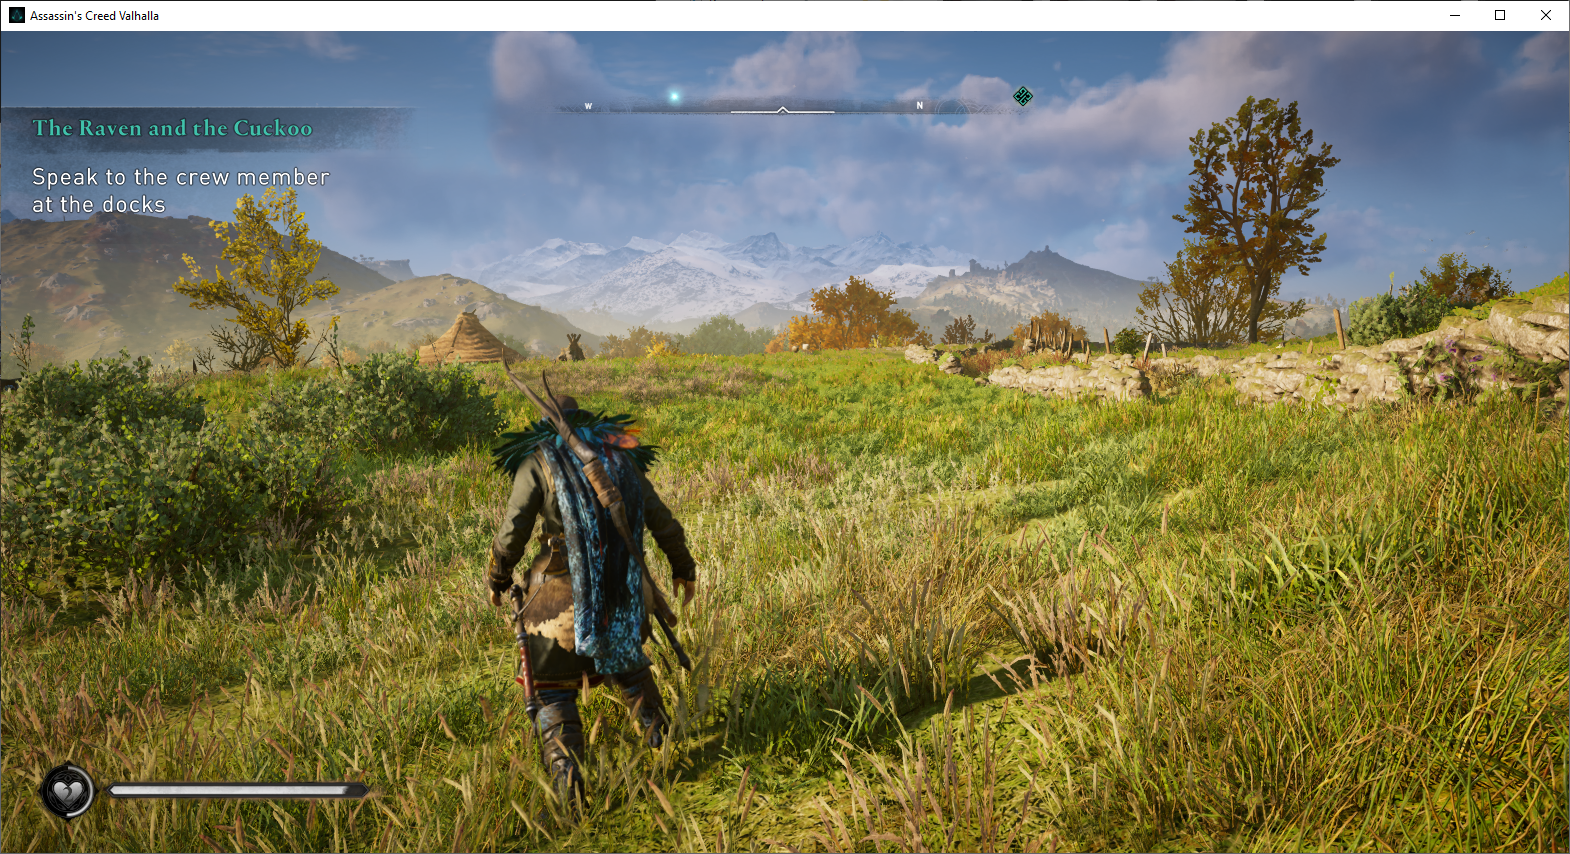 Assassin's Creed Valhalla
W
N
The Raven and the Cuckoo
Speak to the crew member
at the docks